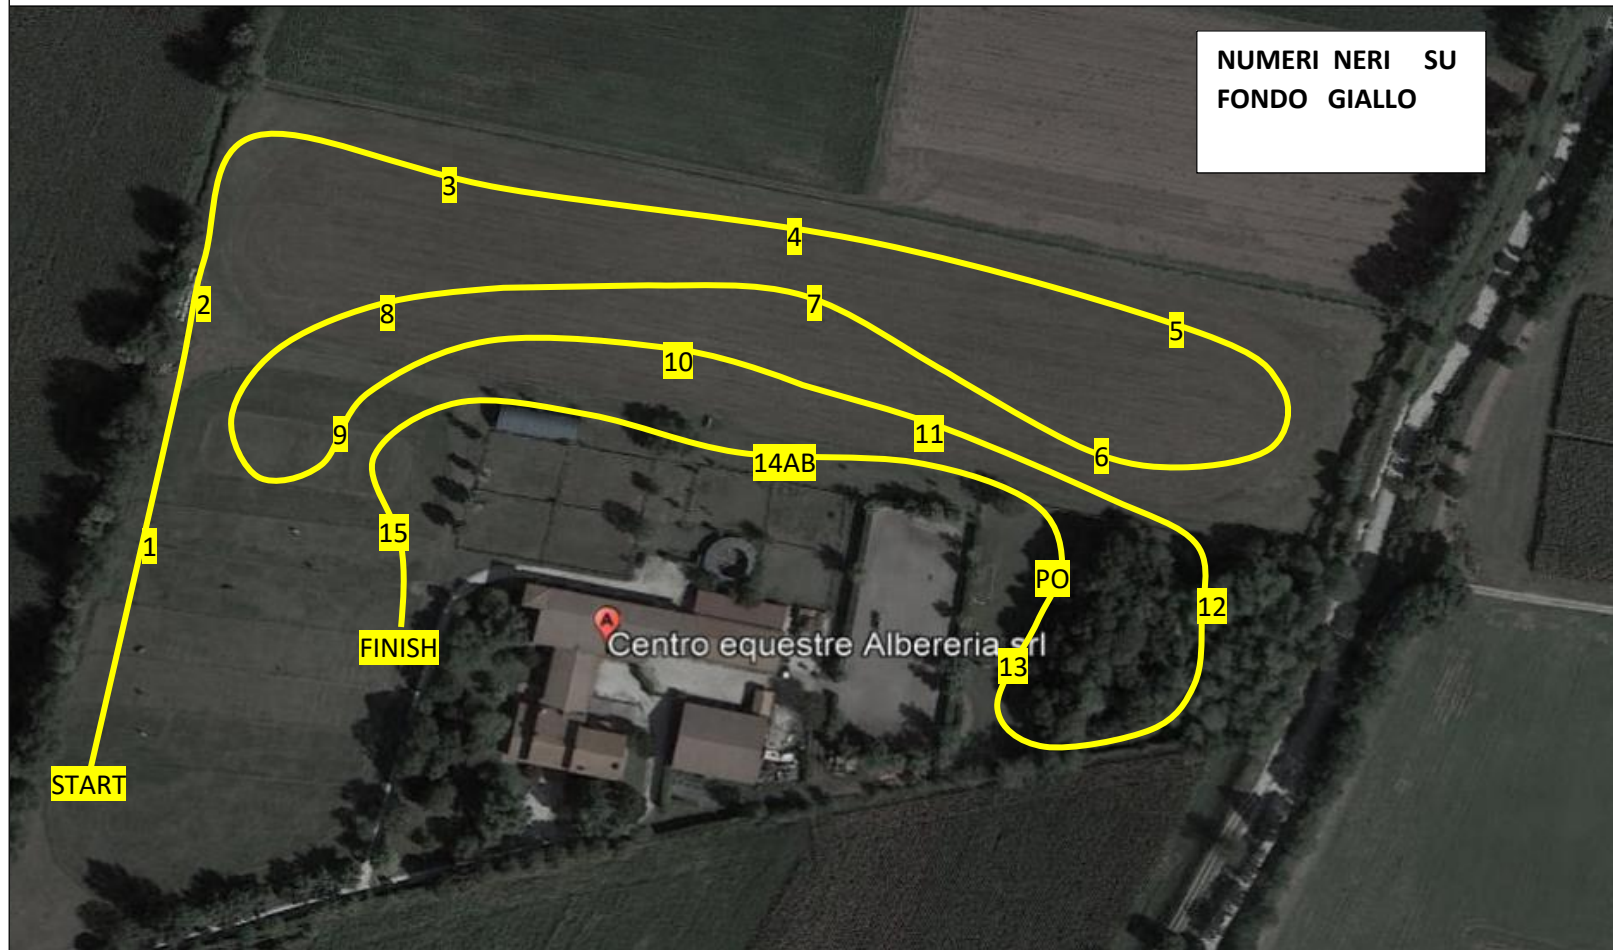 NUMERI NERI SU
FONDO GIALLO
3
4
2
8
7
5
10
9
11
6
14AB
15
1
PO
12
A
Centro equestre Albereria srl
FINISH
13
START